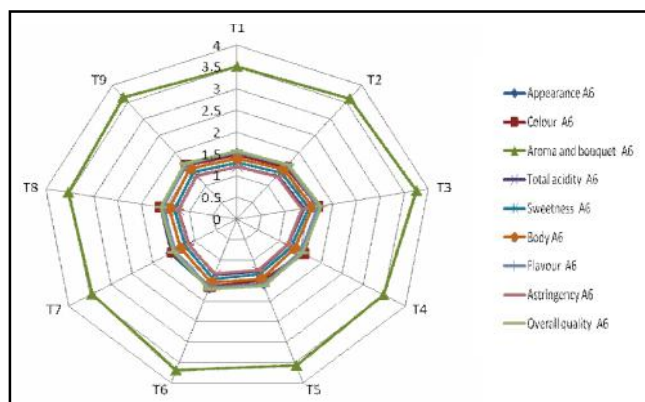 T1
4
3.5
3
2.5
2
1.5
1
0.5
0
T2
T3
T4
T5
T6
T7
T8
T9
Appearance A6
Colour A6
Aroma and bouquet A6
Total acidity A6
Sweetness A6
Body A6
Flavour A6
Astringency A6
Overall quality A6